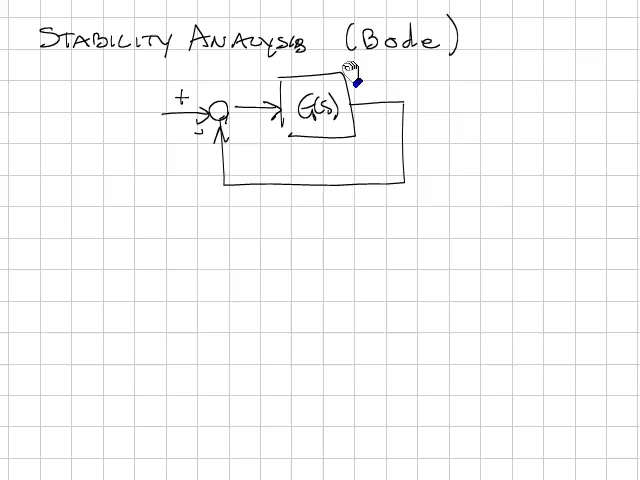 STABILITY ANALYSIS (Bode)
+
G(s)
-